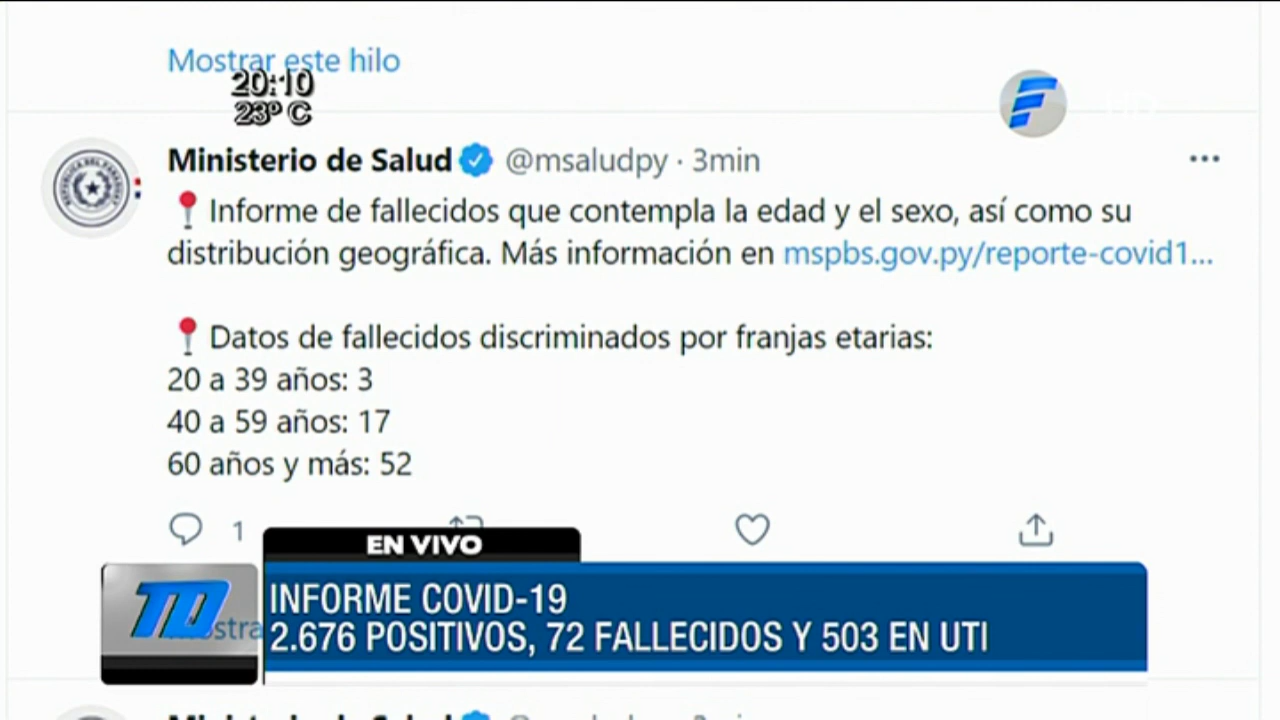 Mostrar este hilo
20:10
23º C
HD
Ministerio de Salud @msaludpy · 3min
Informe de fallecidos que contempla la edad y el sexo, así como su
distribución geográfica. Más información en mspbs.gov.py/reporte-covid1...
Datos de fallecidos discriminados por franjas etarias:
20 a 39 años: 3
40 a 59 años: 17
60 años y más: 52
1
EN VIVO
TD
INFORME COVID-19
2.676 POSITIVOS, 72 FALLECIDOS Y 503 EN UTI